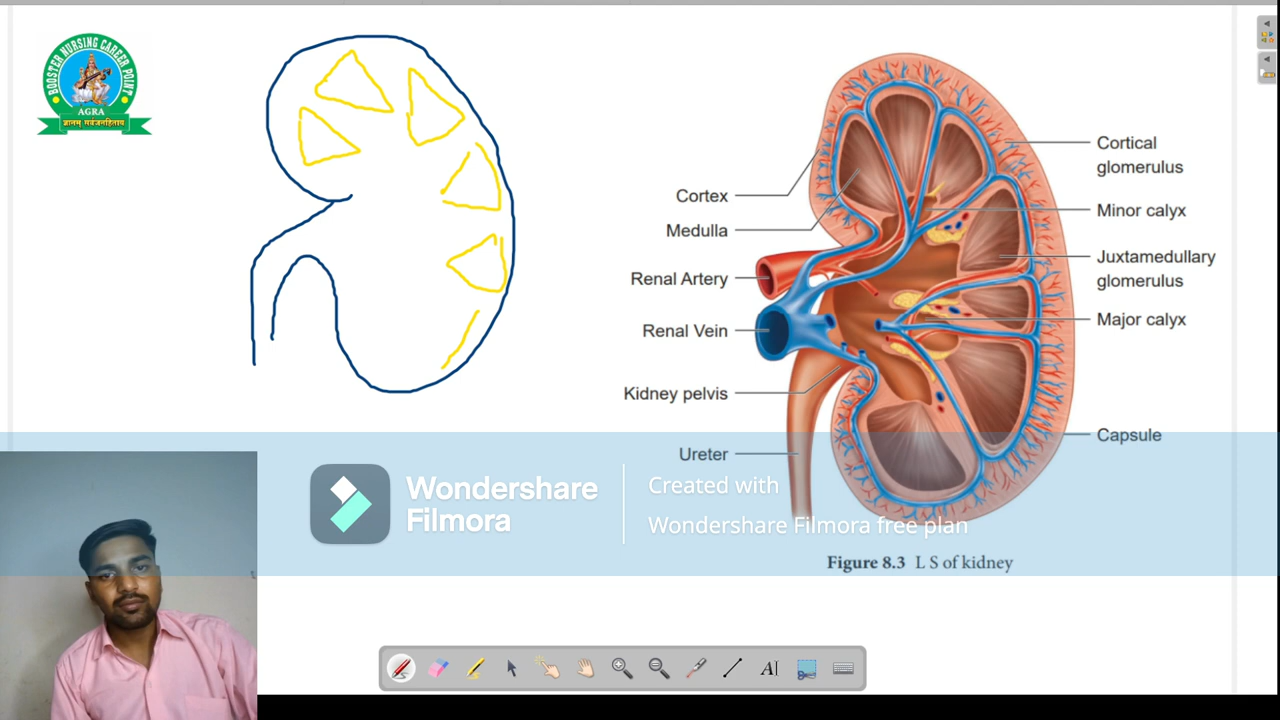 BOOSTER NURSING CAREER POINT
AGRA
ज्ञानम् सर्वजनहिताय
Cortex
Medulla
Renal Artery
Renal Vein
Kidney pelvis
Ureter
Cortical
glomerulus
Minor calyx
Juxtamedullary
glomerulus
Major calyx
Capsule
Wondershare
Filmora
Created with
Wondershare Filmora free plan
Figure 8.3 L S of kidney
AI